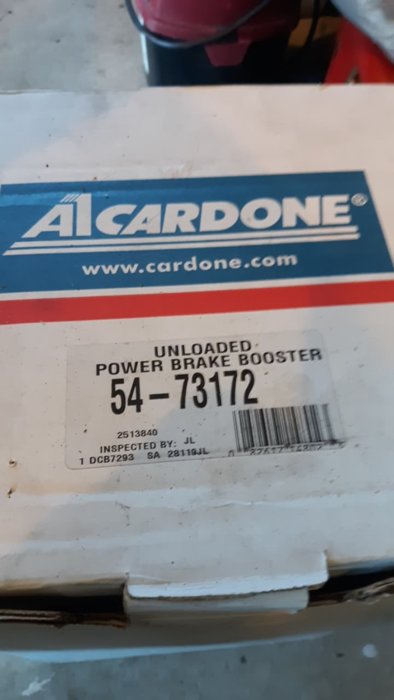 A1CARDONE®
www.cardone.com
UNLOADED
POWER BRAKE BOOSTER
54-73172
2513840
INSPECTED BY: JL
1 DCB7293 SA 28119JL